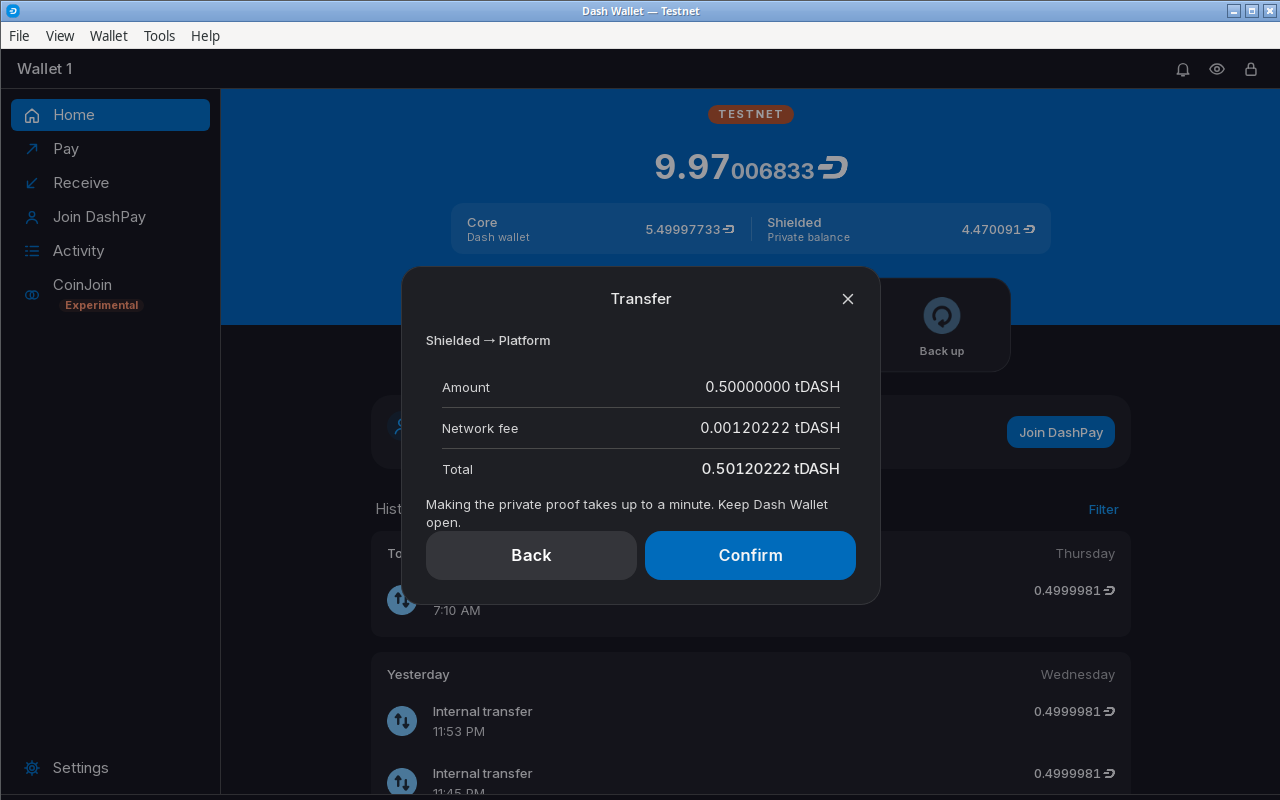 Dash Wallet — Testnet
File View Wallet Tools Help
Wallet 1
Home
Pay
Receive
Join DashPay
Activity
CoinJoin
Experimental
Settings
TESTNET
9.97006833
Core
Dash wallet
5.49997733
Shielded
Private balance
4.470091
Back up
Join DashPay
Transfer
Shielded → Platform
Amount 0.50000000 tDASH
Network fee 0.00120222 tDASH
Total 0.50120222 tDASH
Making the private proof takes up to a minute. Keep Dash Wallet
open.
Back Confirm
Filter
Thursday
0.4999981
7:10 AM
Yesterday Wednesday
Internal transfer 0.4999981
11:53 PM
Internal transfer 0.4999981
11:45 PM